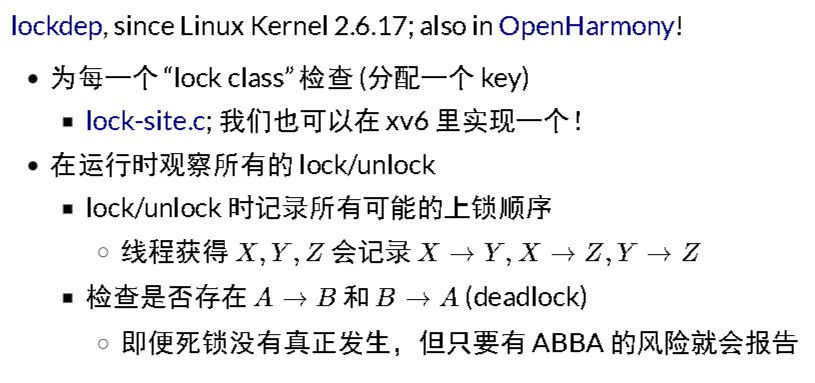 lockdep, since Linux Kernel 2.6.17; also in OpenHarmony!
• 为每一个 “lock class” 检查 (分配一个 key)
▪ lock-site.c; 我们也可以在 xv6 里实现一个！
• 在运行时观察所有的 lock/unlock
▪ lock/unlock 时记录所有可能的上锁顺序
◦ 线程获得 X, Y, Z 会记录 X → Y, X → Z, Y → Z
▪ 检查是否存在 A → B 和 B → A (deadlock)
◦ 即便死锁没有真正发生，但只要有 ABBA 的风险就会报告